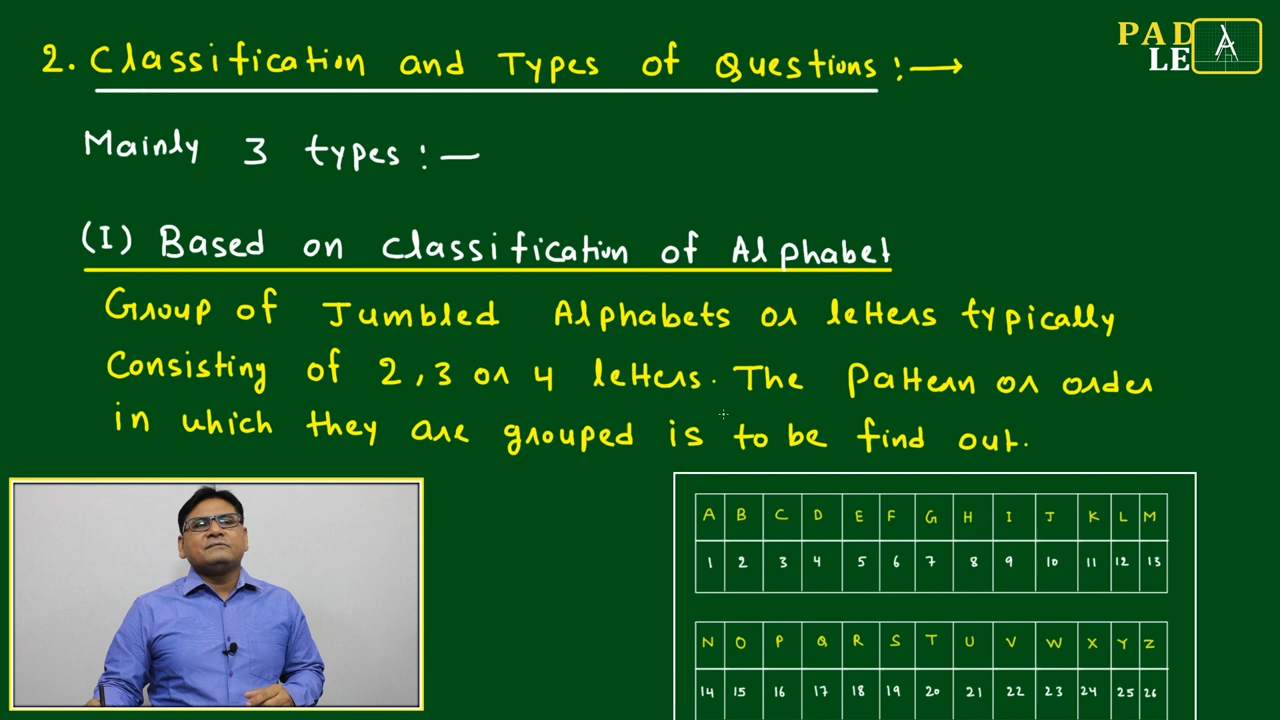 2. Classification and Types of Questions :→
PAD
LE
Mainly 3 types :—
(I) Based on classification of Alphabet
Group of Jumbled Alphabets or letters typically
Consisting of 2, 3 or 4 letters. The Pattern or order
in which they are grouped is to be find out.
A B C D E F G H I J K L M
1 2 3 4 5 6 7 8 9 10 11 12 13
N O P Q R S T U V W X Y Z
14 15 16 17 18 19 20 21 22 23 24 25 26